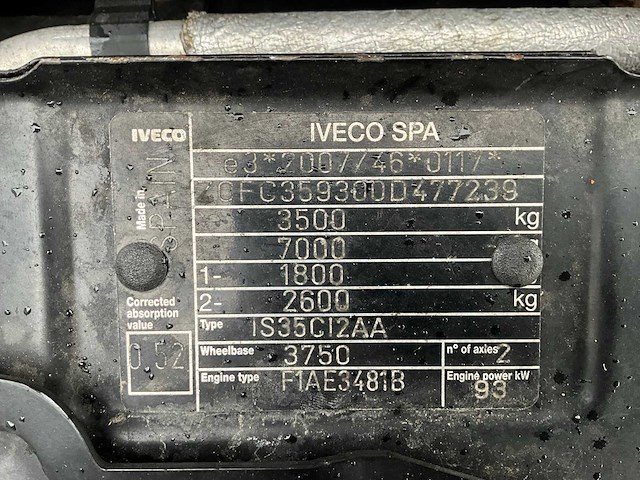 IVECO IVECO SPA
e3*2007/46*0117*
ZCFC359300D477239
3500 kg
7000
1- 1800
2- 2600 kg
Made in SPAIN
Corrected absorption value
0.52
Type IS35CI2AA
Wheelbase 3750 n° of axles 2
Engine type F1AE3481B Engine power kW 93